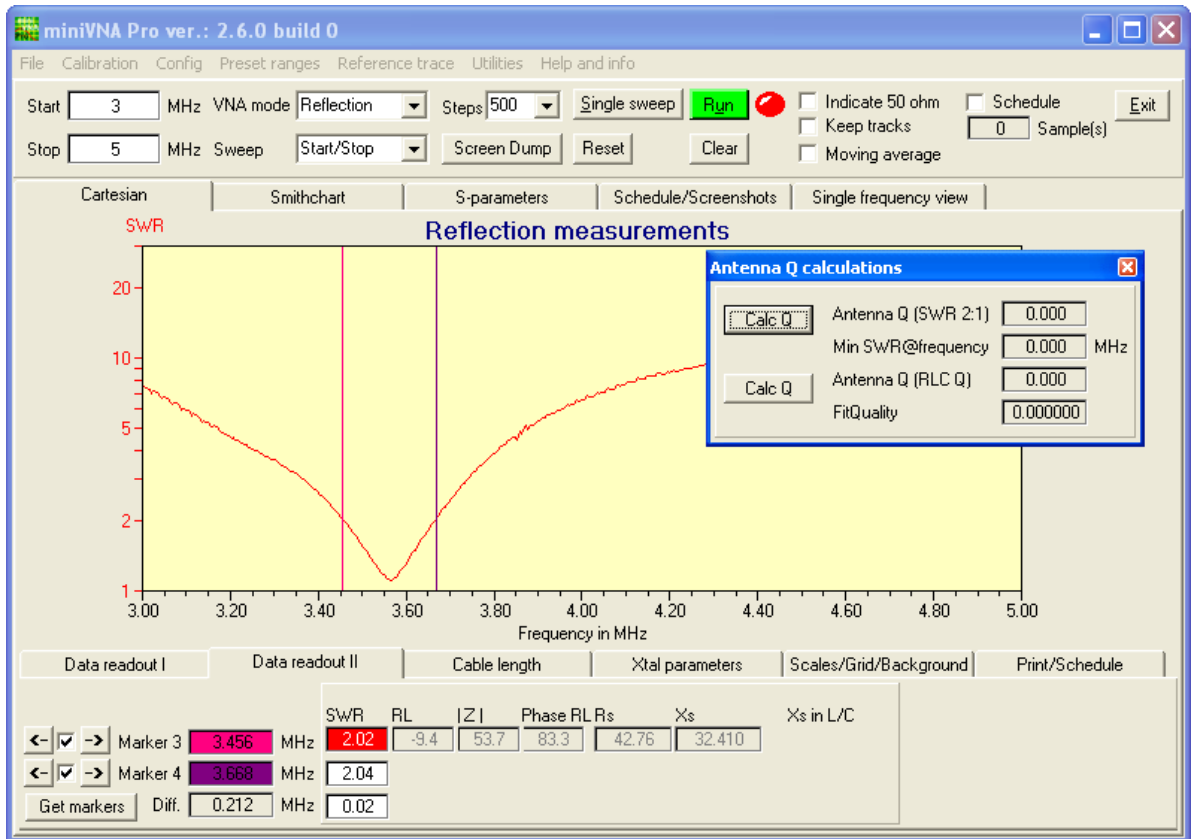 miniVNA Pro ver.: 2.6.0 build 0
File Calibration Config Preset ranges Reference trace Utilities Help and info
Start 3 MHz VNA mode Reflection Steps 500 Single sweep Run Indicate 50 ohm Schedule Exit
Keep tracks 0 Sample(s)
Stop 5 MHz Sweep Start/Stop Screen Dump Reset Clear Moving average
Cartesian Smithchart S-parameters Schedule/Screenshots Single frequency view
SWR Reflection measurements
Antenna Q calculations
Calc Q Antenna Q (SWR 2:1) 0.000
Min SWR@frequency 0.000 MHz
Calc Q Antenna Q (RLC Q) 0.000
FitQuality 0.000000
20
10
5
2
1
3.00 3.20 3.40 3.60 3.80 4.00 4.20 4.40 4.60 4.80 5.00
Frequency in MHz
Data readout I Data readout II Cable length Xtal parameters Scales/Grid/Background Print/Schedule
SWR RL |Z| Phase RL Rs Xs Xs in L/C
<- -> Marker 3 3.456 MHz 2.02 -9.4 53.7 83.3 42.76 32.410
<- -> Marker 4 3.668 MHz 2.04
Get markers Diff. 0.212 MHz 0.02